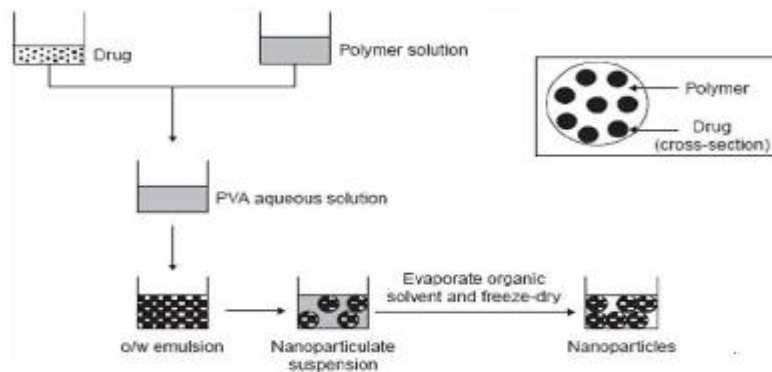 Drug
Polymer solution
Polymer
Drug
(cross-section)
PVA aqueous solution
Evaporate organic
solvent and freeze-dry
o/w emulsion
Nanoparticulate
suspension
Nanoparticles